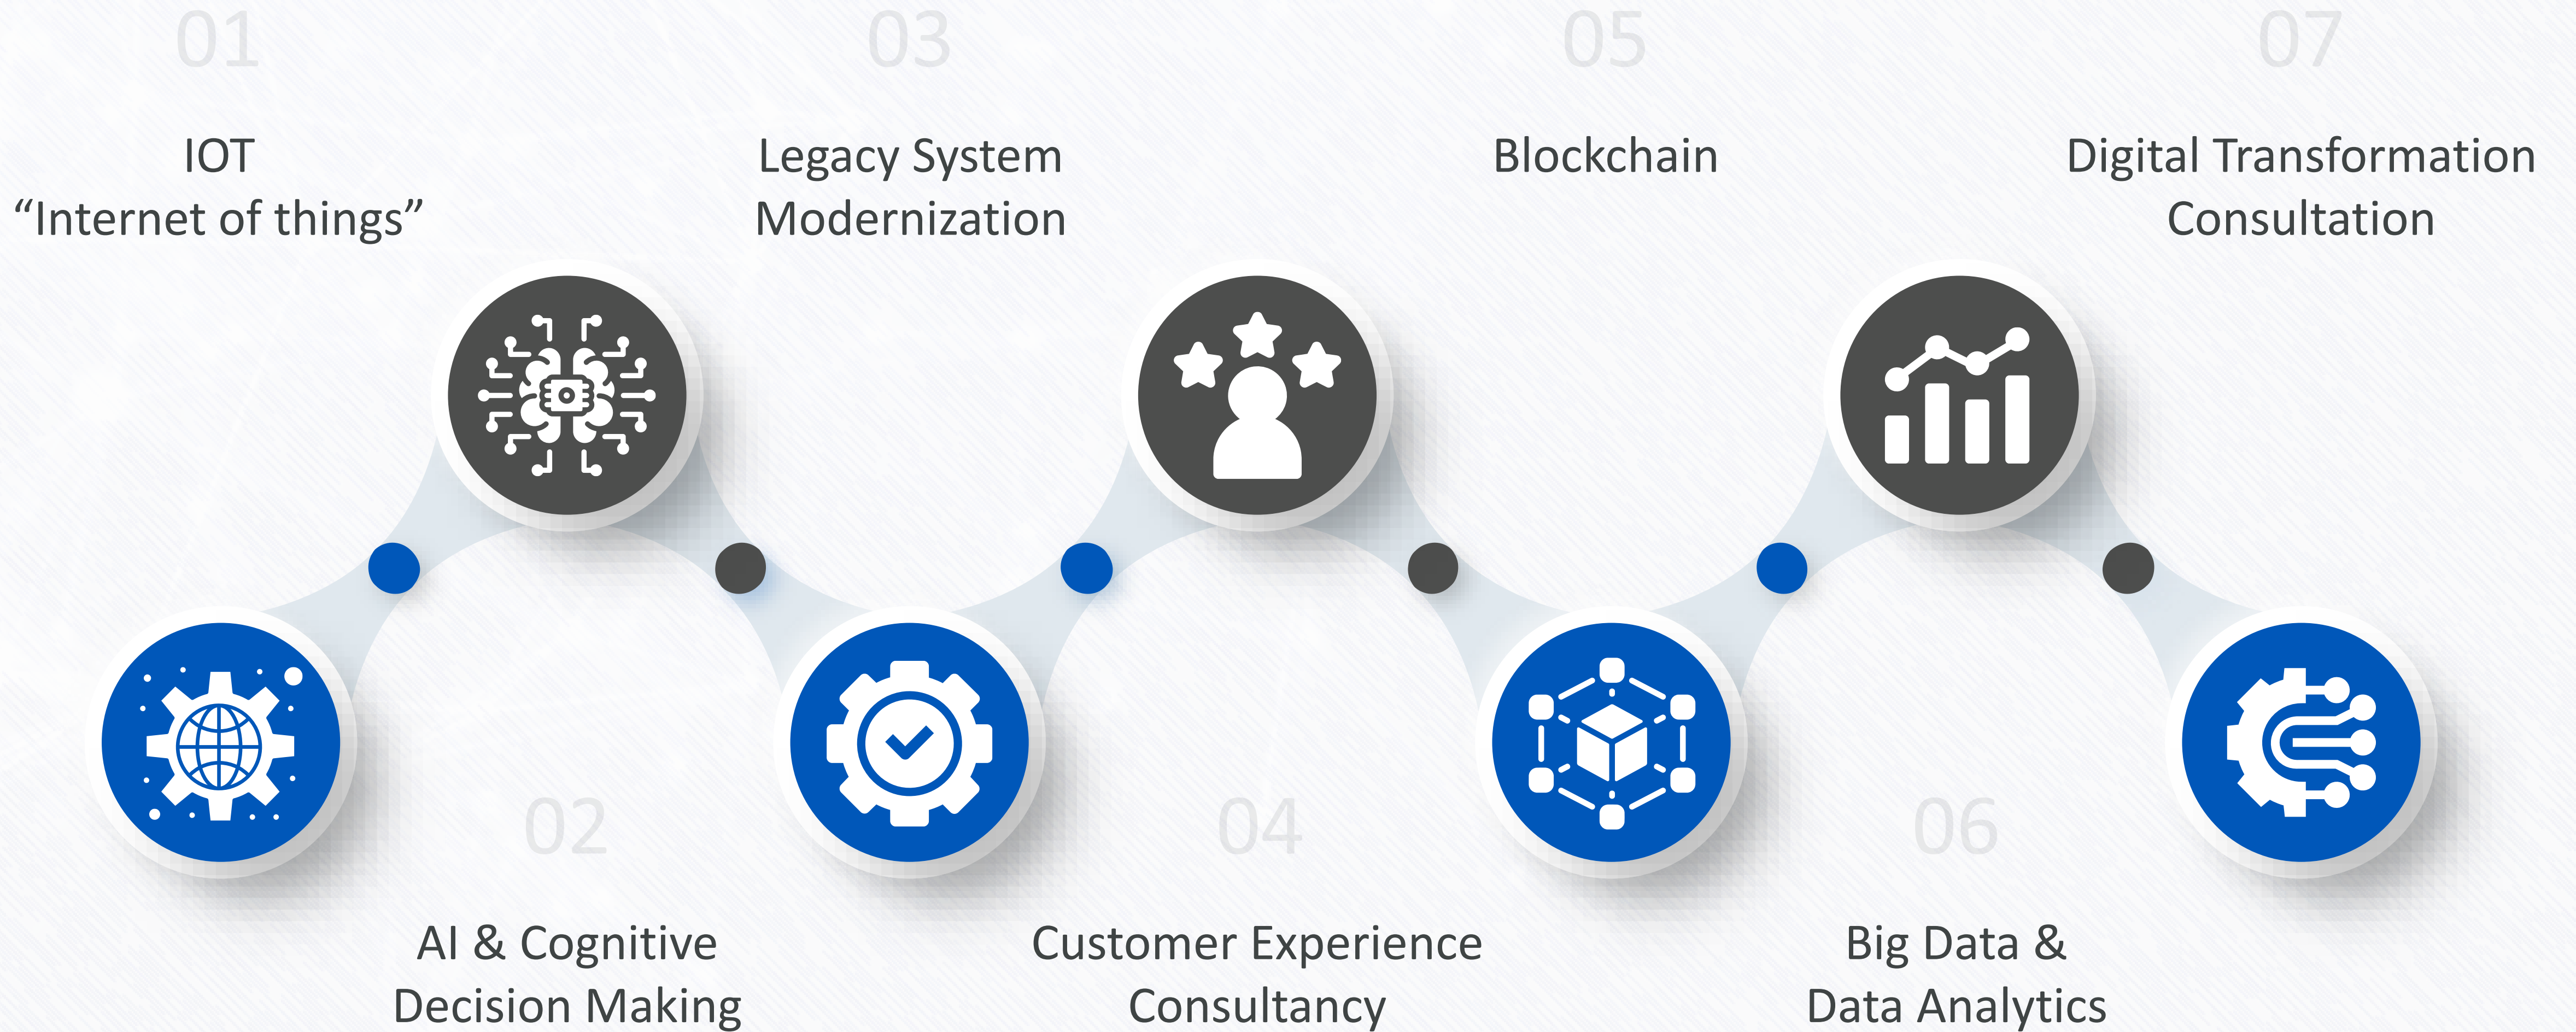 01
IOT
“Internet of things”
02
AI & Cognitive
Decision Making
03
Legacy System
Modernization
04
Customer Experience
Consultancy
05
Blockchain
06
Big Data &
Data Analytics
07
Digital Transformation
Consultation